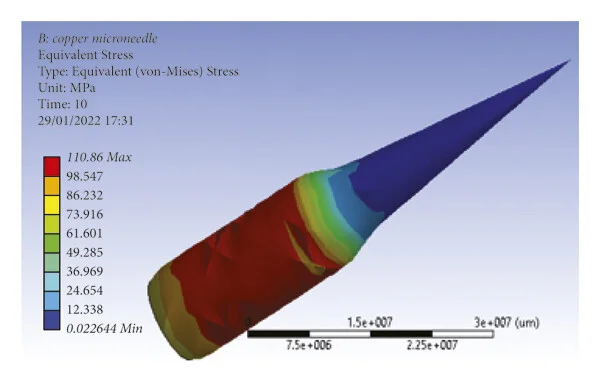 B: copper microneedle
Equivalent Stress
Type: Equivalent (von-Mises) Stress
Unit: MPa
Time: 10
29/01/2022 17:31
110.86 Max
98.547
86.232
73.916
61.601
49.285
36.969
24.654
12.338
0.022644 Min
0 1.5e+007 3e+007 (um)
7.5e+006 2.25e+007